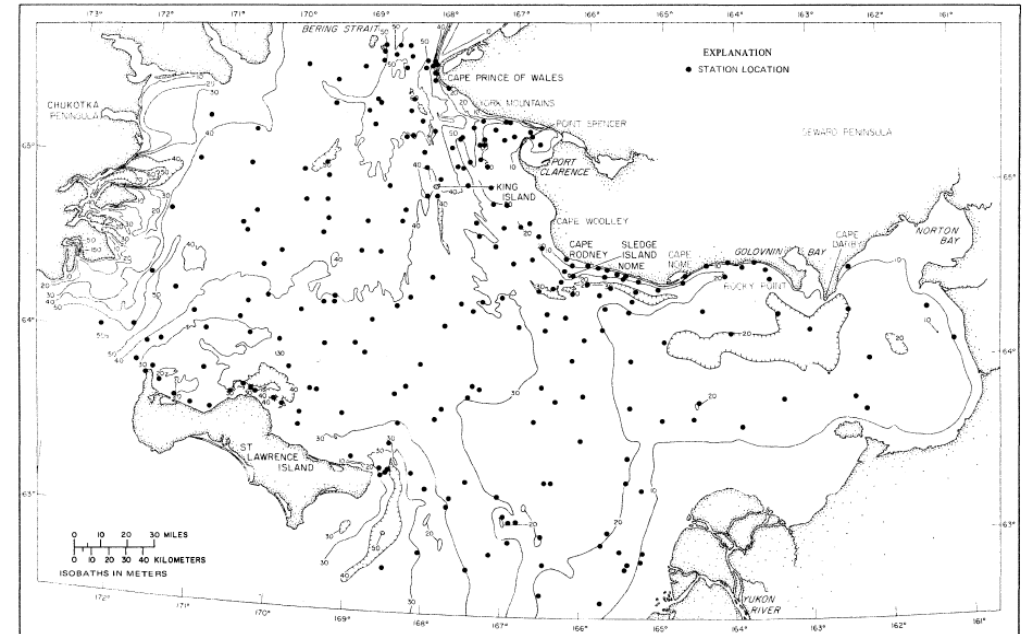 173° 172° 171° 170° 169° 168° 167° 166° 165° 164° 163° 162° 161°
BERING STRAIT
EXPLANATION
STATION LOCATION
CAPE PRINCE OF WALES
YORK MOUNTAINS
CHUKOTKA
PENINSULA
POINT SPENCER
SEWARD PENINSULA
65°
65°
PORT
CLARENCE
KING
ISLAND
CAPE WOOLLEY
CAPE
RODNEY
SLEDGE
ISLAND
NOME
CAPE
NOME
GOLOVNIN BAY
CAPE
DARBY
NORTON
BAY
ROCKY POINT
64°
64°
ST
LAWRENCE
ISLAND
63°
63°
0 10 20 30 MILES
0 10 20 30 40 KILOMETERS
ISOBATHS IN METERS
YUKON
RIVER
172° 171° 170° 169° 168° 167° 166° 165° 164° 163° 162° 161°